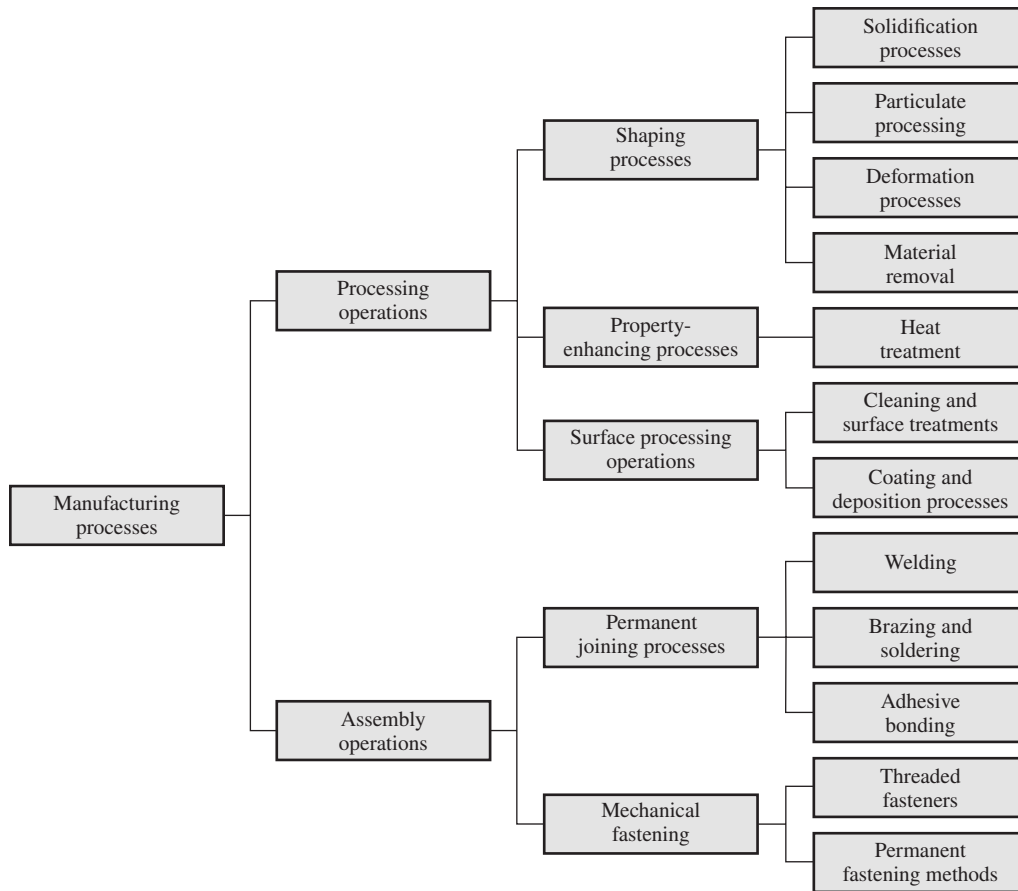 Solidification
processes
Particulate
processing
Shaping
processes
Deformation
processes
Material
removal
Processing
operations
Property-
enhancing processes
Heat
treatment
Cleaning and
surface treatments
Surface processing
operations
Coating and
deposition processes
Manufacturing
processes
Welding
Permanent
joining processes
Brazing and
soldering
Assembly
operations
Adhesive
bonding
Threaded
fasteners
Mechanical
fastening
Permanent
fastening methods